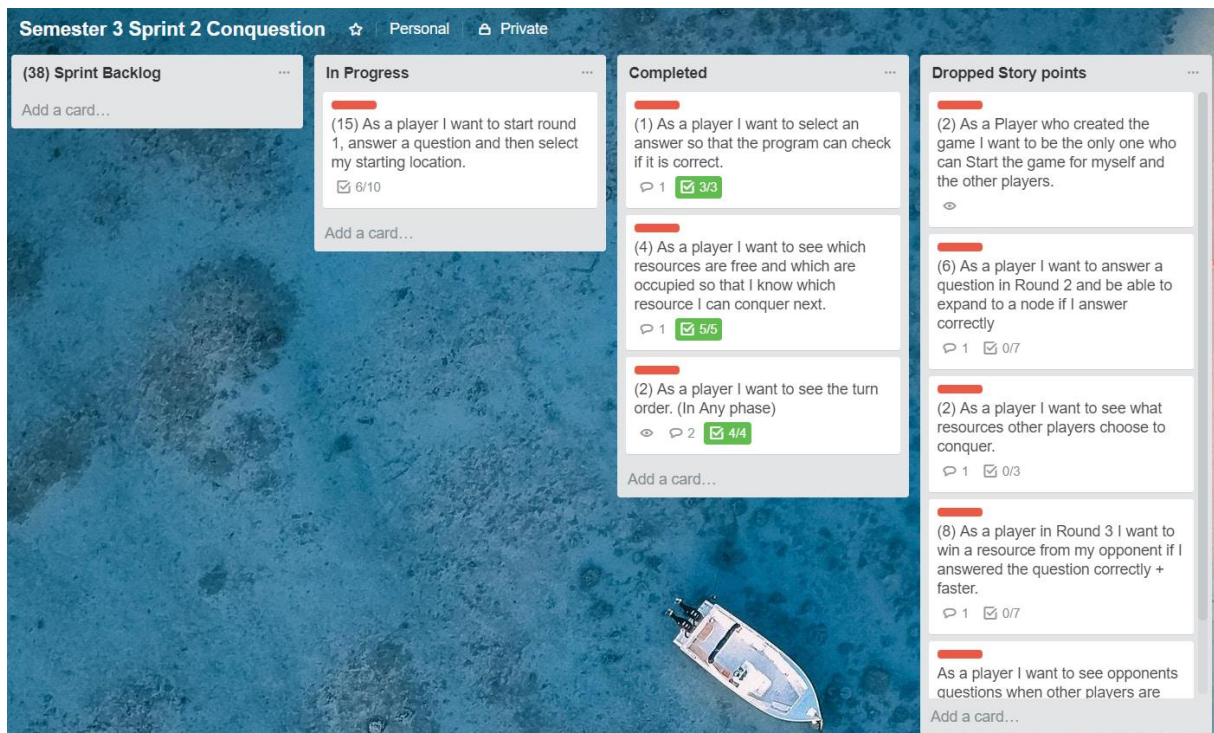 Semester 3 Sprint 2 Conquestion Personal Private
(38) Sprint Backlog
Add a card…
In Progress
(15) As a player I want to start round
1, answer a question and then select
my starting location.
6/10
Add a card…
Completed
(1) As a player I want to select an
answer so that the program can check
if it is correct.
1 3/3
(4) As a player I want to see which
resources are free and which are
occupied so that I know which
resource I can conquer next.
1 5/5
(2) As a player I want to see the turn
order. (In Any phase)
2 4/4
Add a card…
Dropped Story points
(2) As a Player who created the
game I want to be the only one who
can Start the game for myself and
the other players.
(6) As a player I want to answer a
question in Round 2 and be able to
expand to a node if I answer
correctly
1 0/7
(2) As a player I want to see what
resources other players choose to
conquer.
1 0/3
(8) As a player in Round 3 I want to
win a resource from my opponent if I
answered the question correctly +
faster.
1 0/7
As a player I want to see opponents
questions when other players are
Add a card…